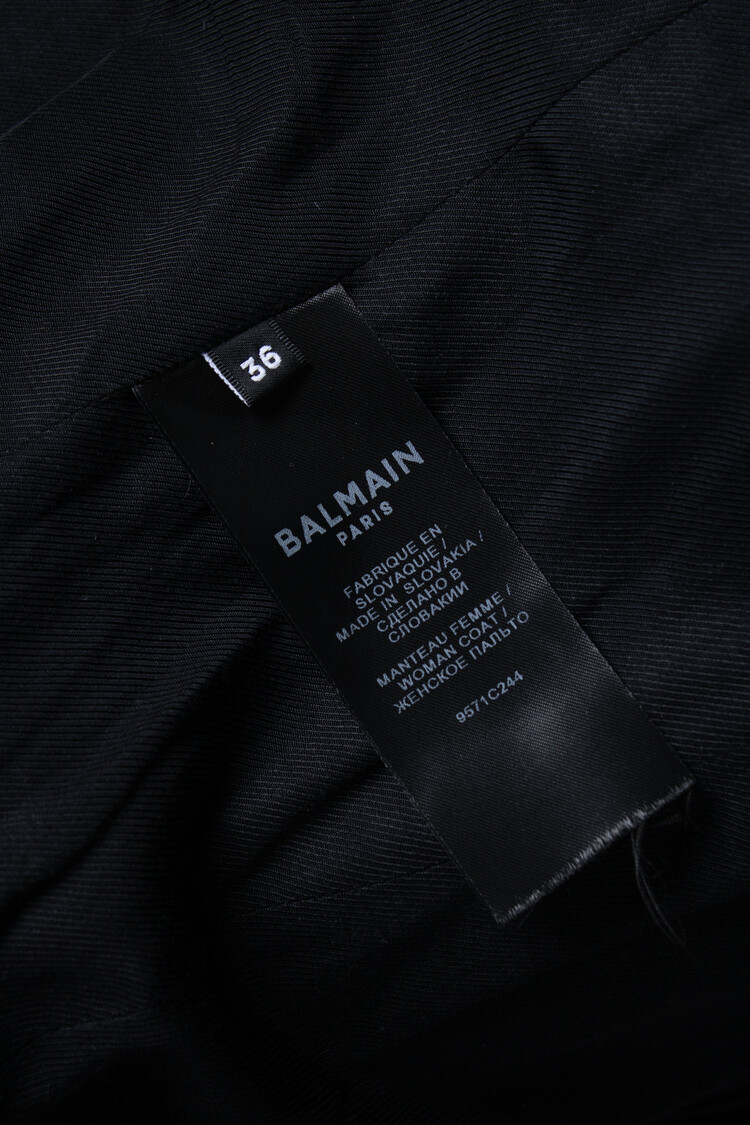 36
BALMAIN
PARIS
FABRIQUE EN
SLOVAQUIE /
MADE IN SLOVAKIA /
СДЕЛАНО В
СЛОВАКИИ
MANTEAU FEMME /
WOMAN COAT /
ЖЕНСКОЕ ПАЛЬТО
9571C244